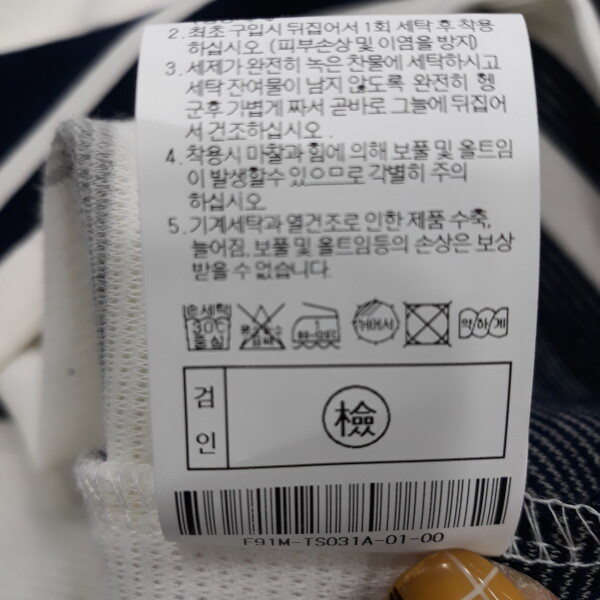 2. 최초 구입시 뒤집어서 1회 세탁 후 착용
하십시오. (피부손상 및 이염을 방지)
3. 세제가 완전히 녹은 찬물에 세탁하시고
세탁 잔여물이 남지 않도록 완전히 헹
군후 가볍게 짜서 곧바로 그늘에 뒤집어
서 건조하십시오.
4. 착용시 마찰과 힘에 의해 보풀 및 올트임
이 발생할수 있으므로 각별히 주의
하십시오
5. 기계세탁과 열건조로 인한 제품 수축,
늘어짐, 보풀 및 올트임등의 손상은 보상
받을 수 없습니다.
손세탁
30℃
중성
뉘어서
약하게
검인
檢
F91M-TS031A-01-00